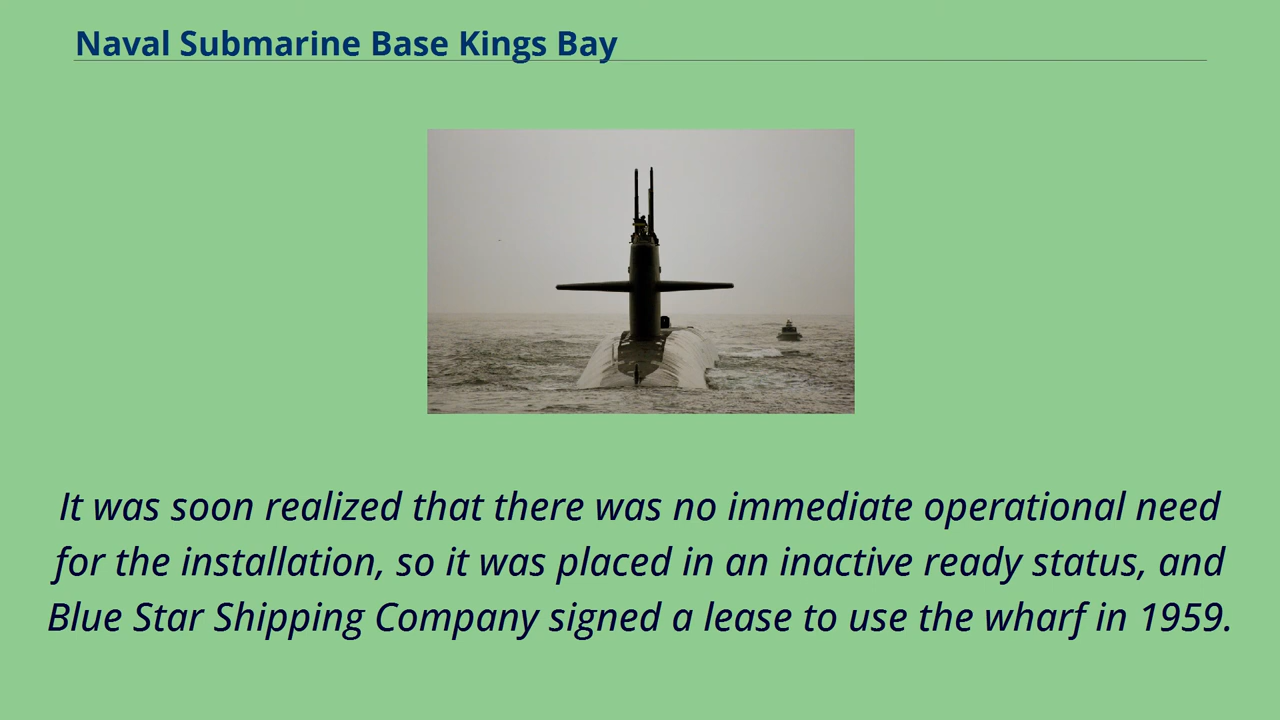 Naval Submarine Base Kings Bay
It was soon realized that there was no immediate operational need
for the installation, so it was placed in an inactive ready status, and
Blue Star Shipping Company signed a lease to use the wharf in 1959.